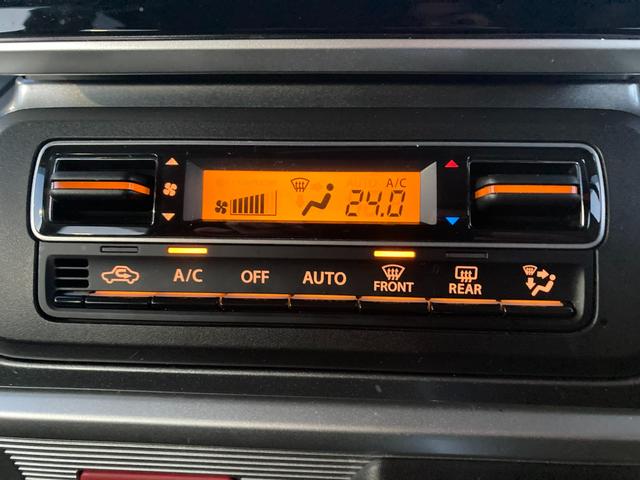 A/C
24.0
A/C
OFF
AUTO
FRONT
REAR